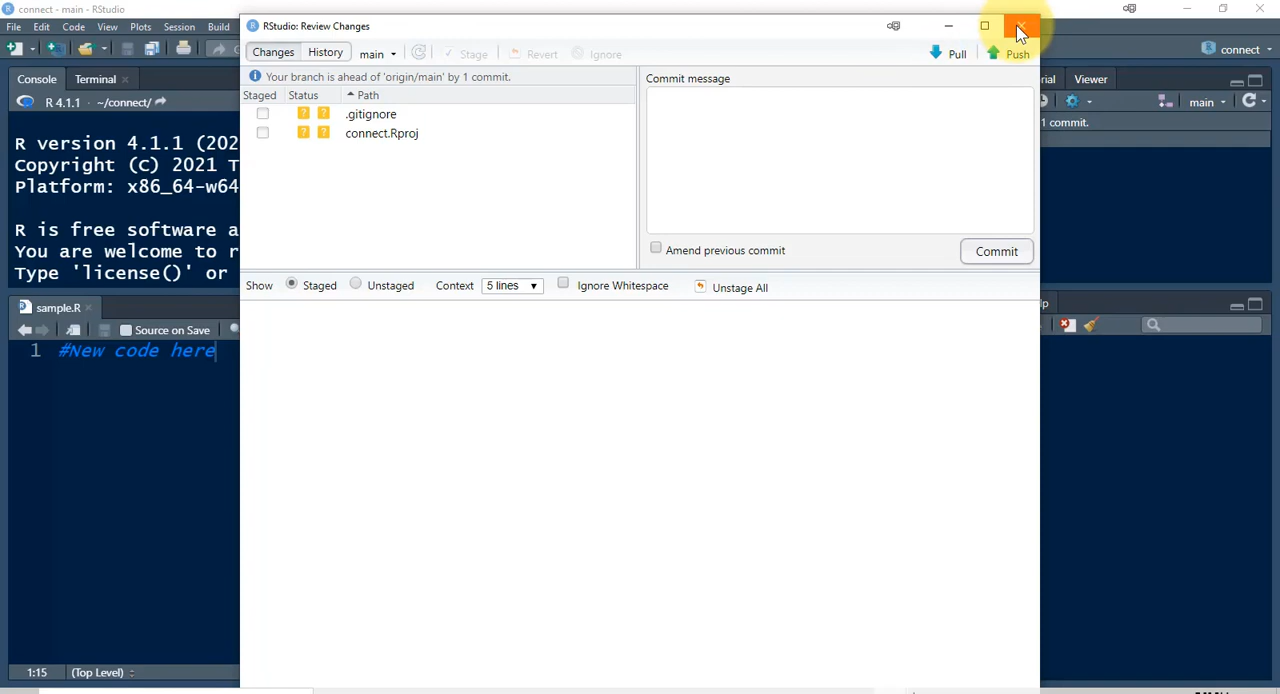 connect - main - RStudio
RStudio: Review Changes
File Edit Code View Plots Session Build
Changes History main Stage Revert Ignore Pull Push
connect
Console Terminal
Your branch is ahead of 'origin/main' by 1 commit.
Commit message
Viewer
R 4.1.1 · ~/connect/
Staged Status Path
main
.gitignore
1 commit.
connect.Rproj
R version 4.1.1 (202
Copyright (C) 2021 T
Platform: x86_64-w64
R is free software a
You are welcome to r
Type 'license()' or
Amend previous commit
Commit
Show Staged Unstaged Context 5 lines Ignore Whitespace Unstage All
sample.R
Source on Save
1 #New code here
1:15 (Top Level)